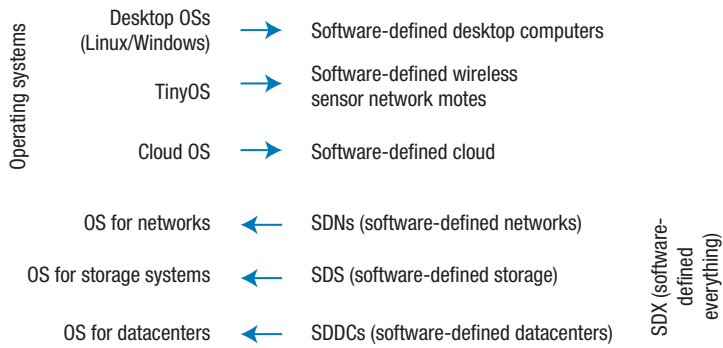 Operating systems
Desktop OSs
(Linux/Windows)
Software-defined desktop computers
TinyOS
Software-defined wireless
sensor network motes
Cloud OS
Software-defined cloud
OS for networks
SDNs (software-defined networks)
OS for storage systems
SDS (software-defined storage)
OS for datacenters
SDDCs (software-defined datacenters)
SDX (software-
defined
everything)